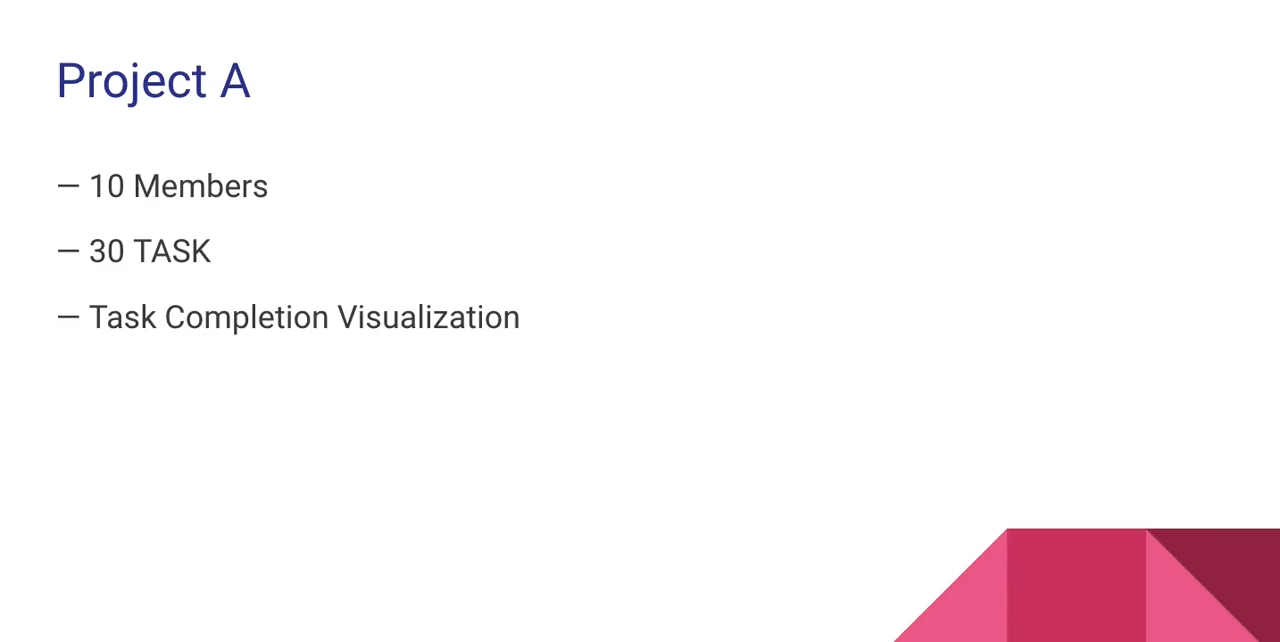 Project A
— 10 Members
— 30 TASK
— Task Completion Visualization